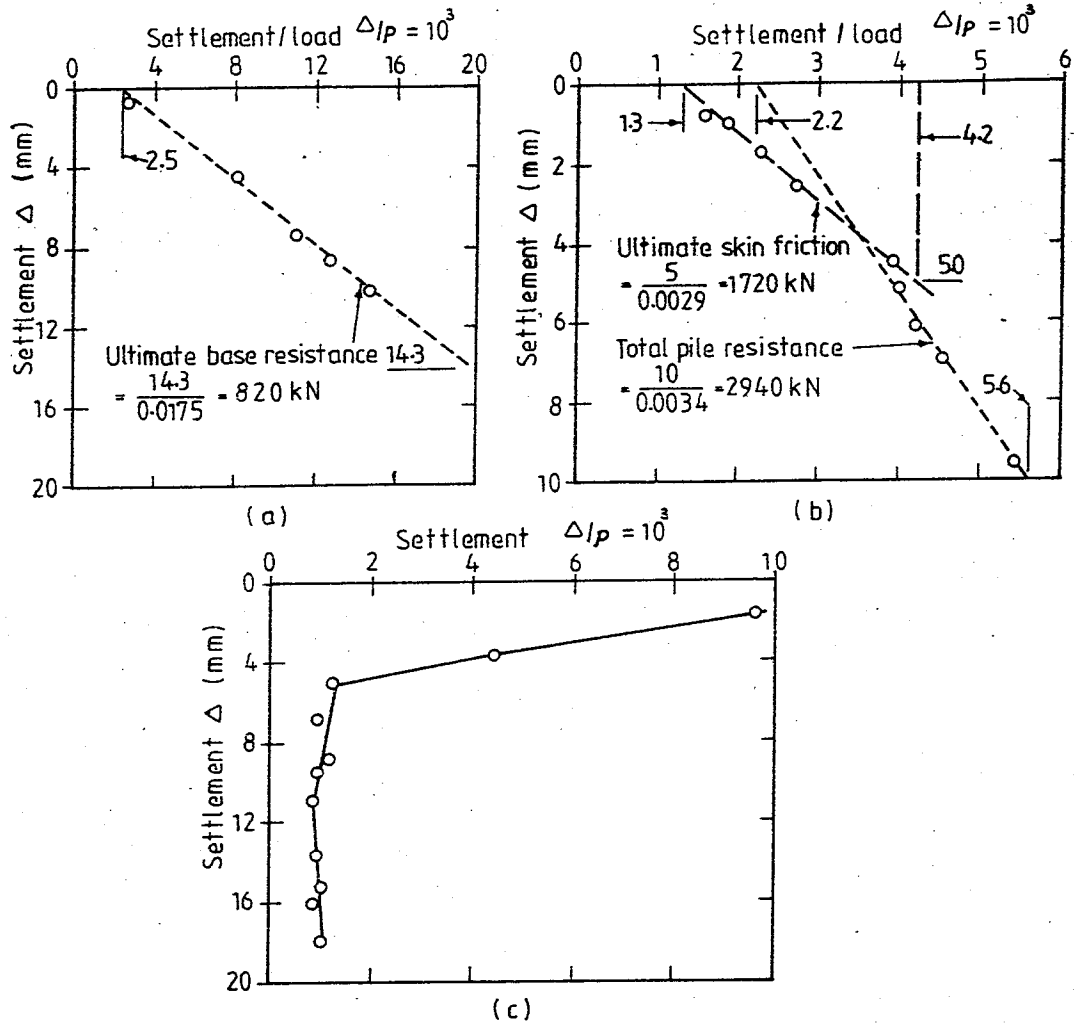 Settlement/load Δ/P = 10³
0 4 8 12 16 20
Settlement Δ (mm)
0
4
8
12
16
20
2.5
Ultimate base resistance 14.3
= 14.3/0.0175 = 820 kN
(a)
Settlement / load Δ/P = 10³
0 1 2 3 4 5 6
Settlement Δ (mm)
0
2
4
6
8
10
1.3
2.2
4.2
Ultimate skin friction
= 5/0.0029 = 1720 kN
50
Total pile resistance
= 10/0.0034 = 2940 kN
5.6
(b)
Settlement Δ/P = 10³
0 2 4 6 8 10
Settlement Δ (mm)
0
4
8
12
16
20
(c)